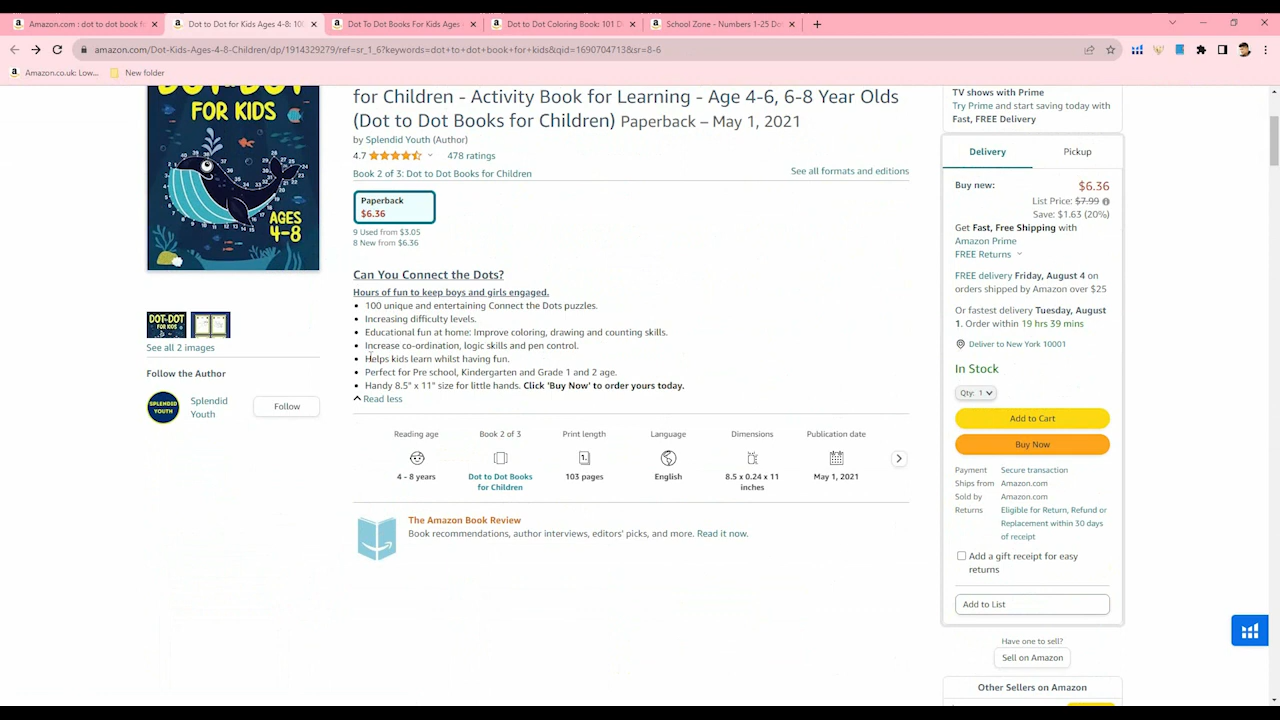 Amazon.com : dot to dot book f
Dot to Dot for Kids Ages 4-8: 10
Dot To Dot Books For Kids Ages
Dot to Dot Coloring Book: 101 D
School Zone - Numbers 1-25 Do
amazon.com/Dot-Kids-Ages-4-8-Children/dp/1914329279/ref=sr_1_6?keywords=dot+to+dot+book+for+kids&qid=1690704713&sr=8-6
Amazon.co.uk: Low...
New folder
DOT-DOT
FOR KIDS
AGES
4-8
for Children - Activity Book for Learning - Age 4-6, 6-8 Year Olds
(Dot to Dot Books for Children) Paperback – May 1, 2021
by Splendid Youth (Author)
4.7
478 ratings
Book 2 of 3: Dot to Dot Books for Children
See all formats and editions
Paperback
$6.36
9 Used from $3.05
8 New from $6.36
Can You Connect the Dots?
Hours of fun to keep boys and girls engaged.
• 100 unique and entertaining Connect the Dots puzzles.
• Increasing difficulty levels.
• Educational fun at home: Improve coloring, drawing and counting skills.
• Increase co-ordination, logic skills and pen control.
• Helps kids learn whilst having fun.
• Perfect for Pre school, Kindergarten and Grade 1 and 2 age.
• Handy 8.5" x 11" size for little hands. Click 'Buy Now' to order yours today.
Read less
See all 2 images
Follow the Author
SPLENDID
YOUTH
Splendid
Youth
Follow
Reading age
4 - 8 years
Book 2 of 3
Dot to Dot Books
for Children
Print length
103 pages
Language
English
Dimensions
8.5 x 0.24 x 11
inches
Publication date
May 1, 2021
The Amazon Book Review
Book recommendations, author interviews, editors' picks, and more. Read it now.
TV shows with Prime
Try Prime and start saving today with
Fast, FREE Delivery
Delivery
Pickup
Buy new:
$6.36
List Price: $7.99
Save: $1.63 (20%)
Get Fast, Free Shipping with
Amazon Prime
FREE Returns
FREE delivery Friday, August 4 on
orders shipped by Amazon over $25
Or fastest delivery Tuesday, August
1. Order within 19 hrs 39 mins
Deliver to New York 10001
In Stock
Qty: 1
Add to Cart
Buy Now
Payment Secure transaction
Ships from Amazon.com
Sold by Amazon.com
Returns Eligible for Return, Refund or
Replacement within 30 days
of receipt
Add a gift receipt for easy
returns
Add to List
Have one to sell?
Sell on Amazon
Other Sellers on Amazon